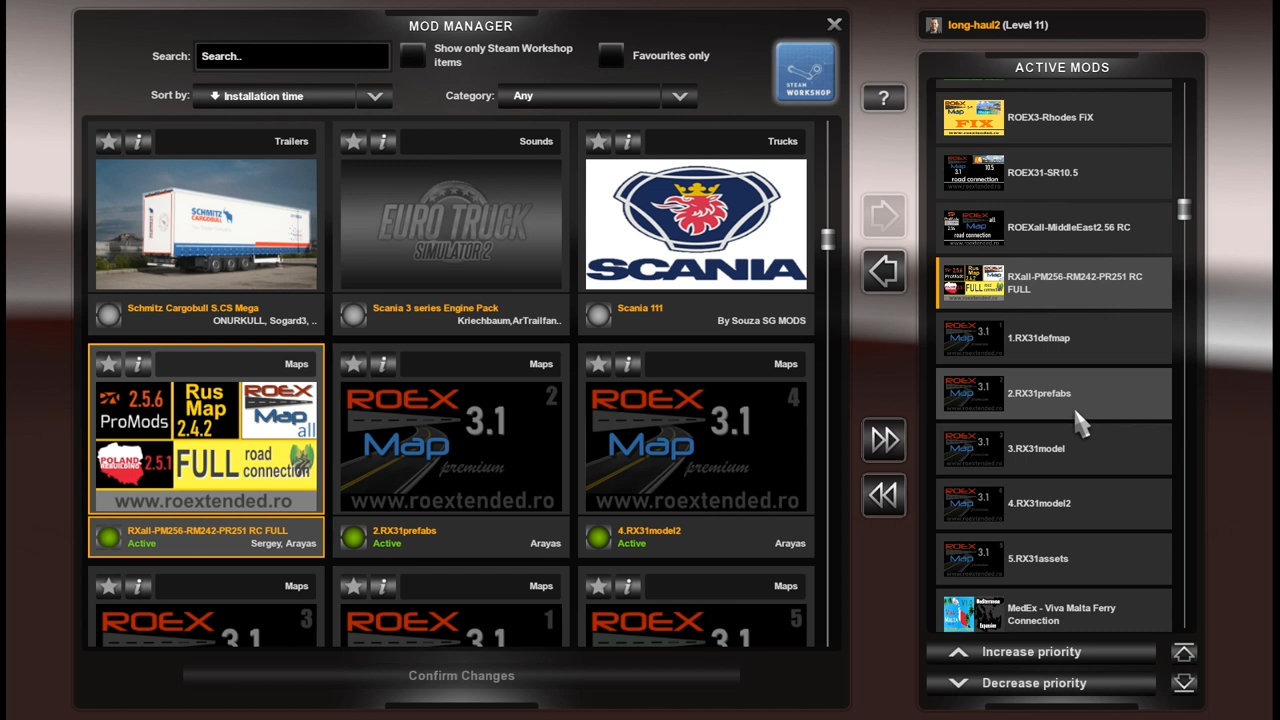 MOD MANAGER
Search:
Search..
Show only Steam Workshop
items
Favourites only
STEAM
WORKSHOP
Sort by:
Installation time
Category:
Any
Trailers
Sounds
Trucks
SCHMITZ
CARGOBULL
EURO TRUCK
SIMULATOR 2
SCANIA
Schmitz Cargobull S.CS Mega
ONURKULL, Sogard3, ..
Scania 3 series Engine Pack
Kriechbaum,ArTrailfan..
Scania 111
By Souza SG MODS
Maps
Maps
Maps
2.5.6
ProMods
Rus
Map
2.4.2
ROEX
Map
all
POLAND
REBUILDING
2.5.1
FULL road
connection
www.roextended.ro
ROEX 2
3.1
Map
premium
www.roextended.ro
ROEX 4
3.1
Map
premium
www.roextended.ro
RXall-PM256-RM242-PR251 RC FULL
Active
Sergey, Arayas
2.RX31prefabs
Active
Arayas
4.RX31model2
Active
Arayas
Maps
Maps
Maps
ROEX 3
3.1
ROEX 1
3.1
ROEX 5
3.1
Confirm Changes
?
long-haul2 (Level 11)
ACTIVE MODS
ROEX3-Rhodes FiX
ROEX31-SR10.5
ROEXall-MiddleEast2.56 RC
RXall-PM256-RM242-PR251 RC
FULL
1.RX31defmap
2.RX31prefabs
3.RX31model
4.RX31model2
5.RX31assets
MedEx - Viva Malta Ferry
Connection
Increase priority
Decrease priority